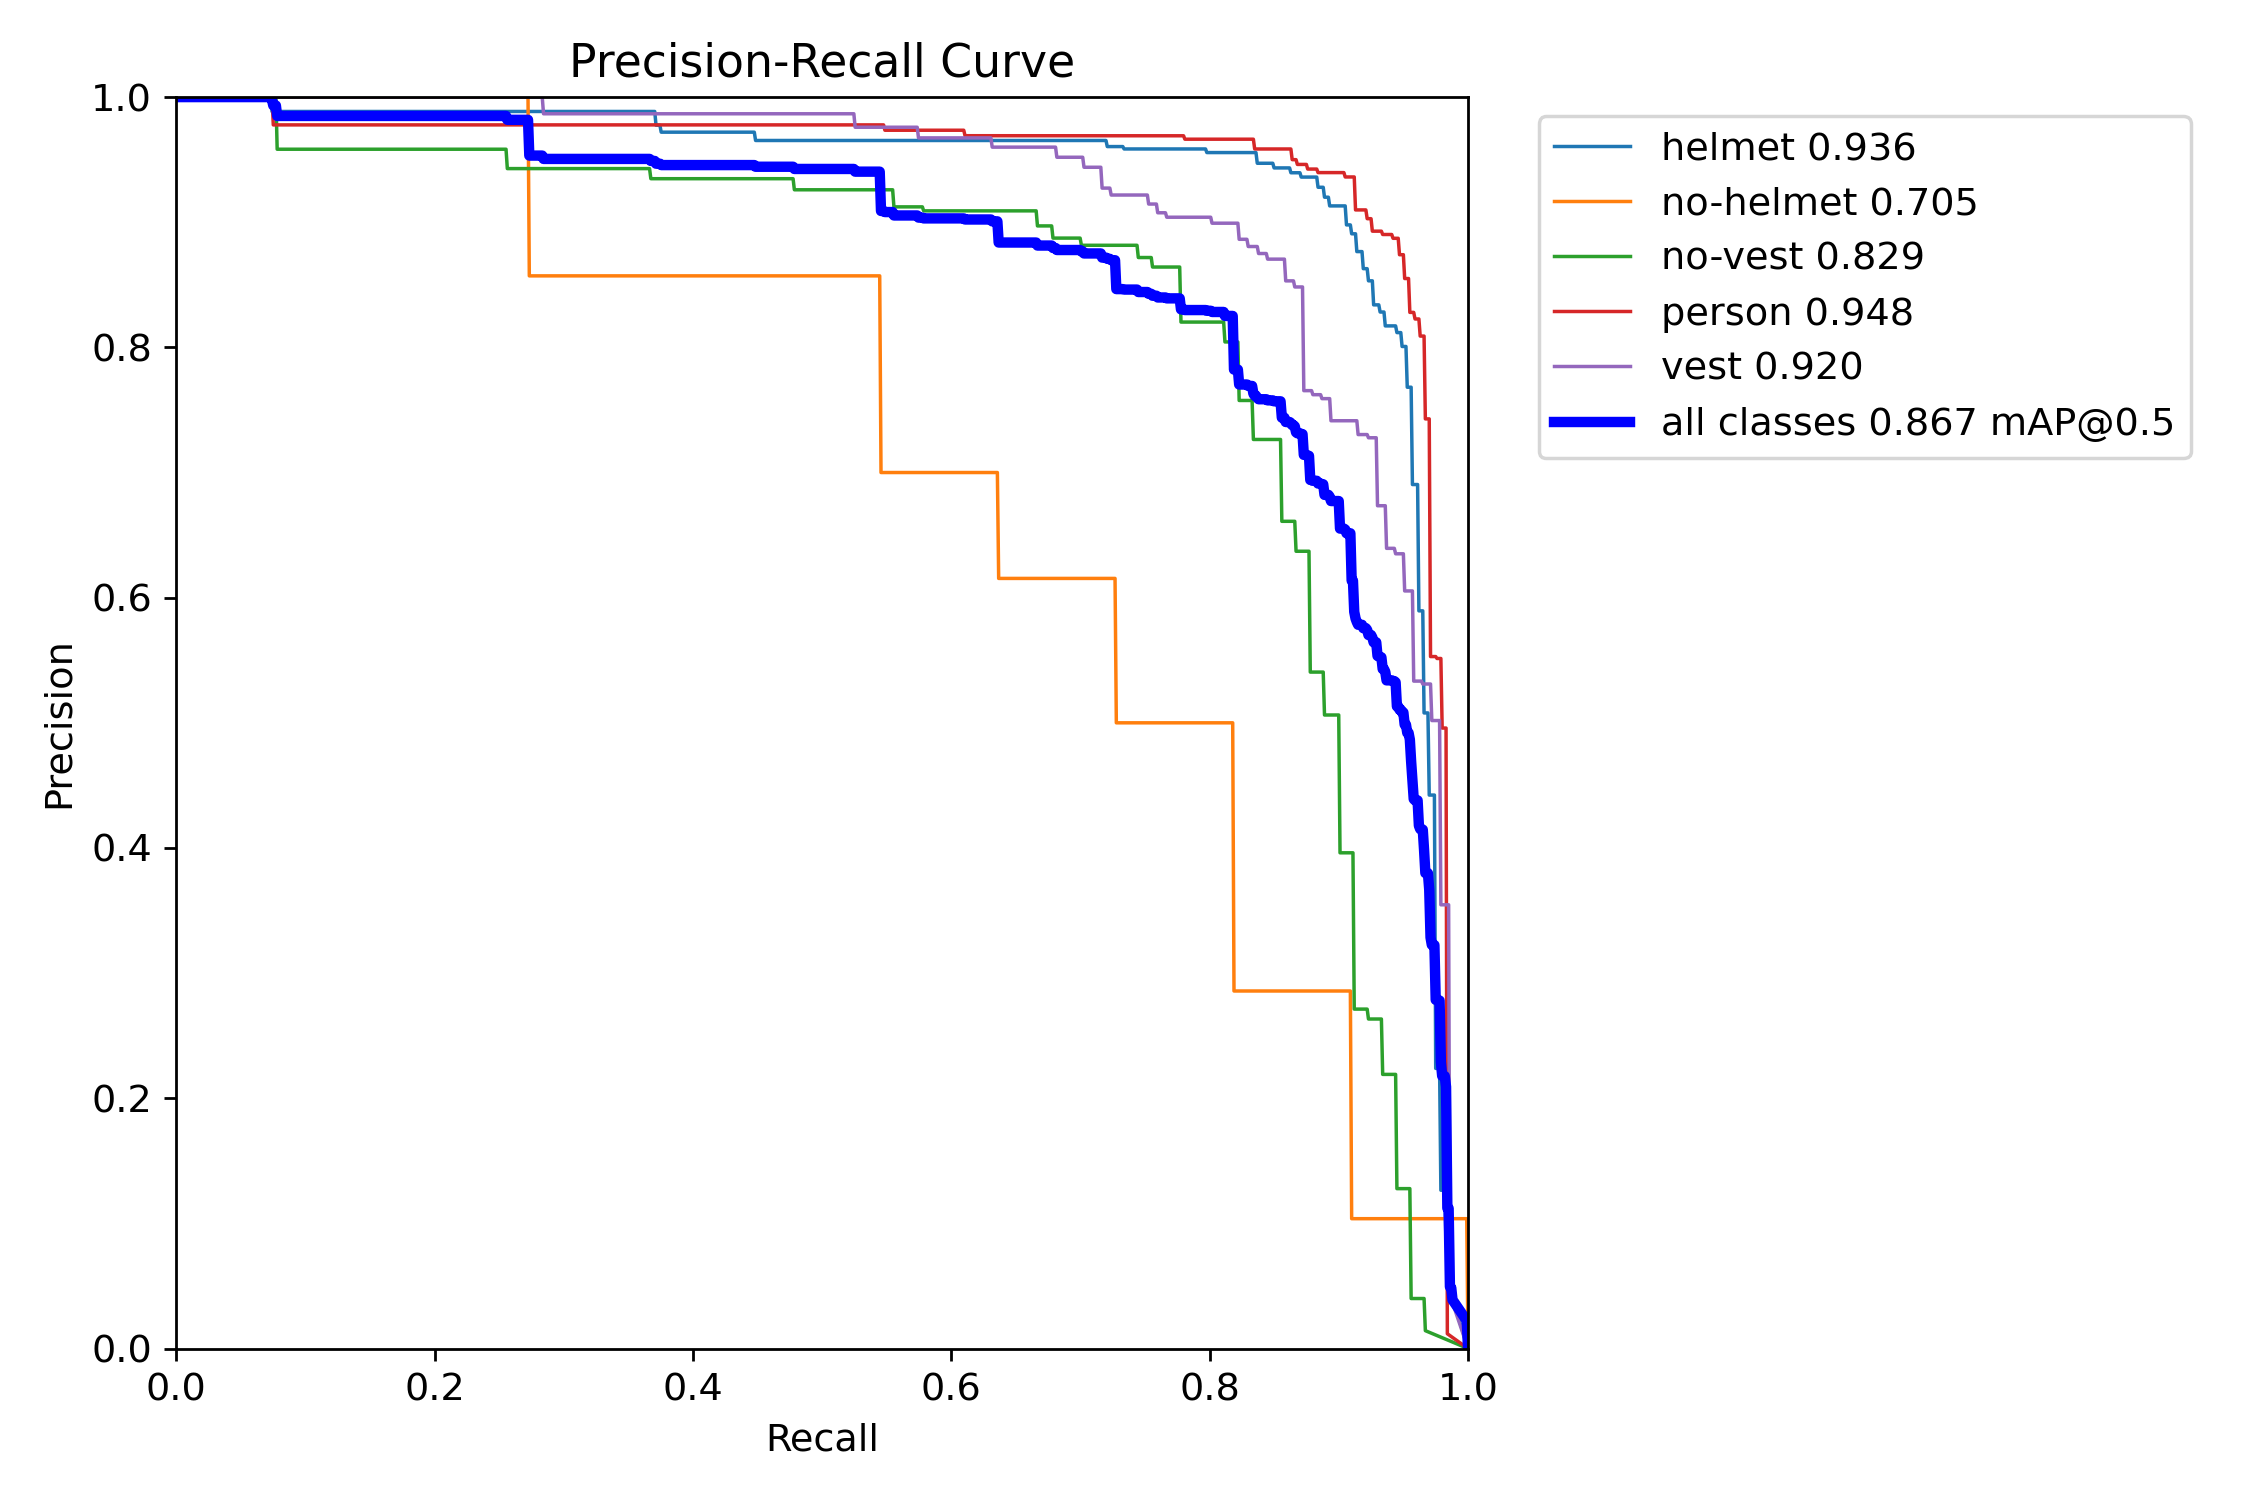 Precision-Recall Curve
1.0
0.8
0.6
0.4
0.2
0.0
Precision
0.0 0.2 0.4 0.6 0.8 1.0
Recall
helmet 0.936
no-helmet 0.705
no-vest 0.829
person 0.948
vest 0.920
all classes 0.867 mAP@0.5